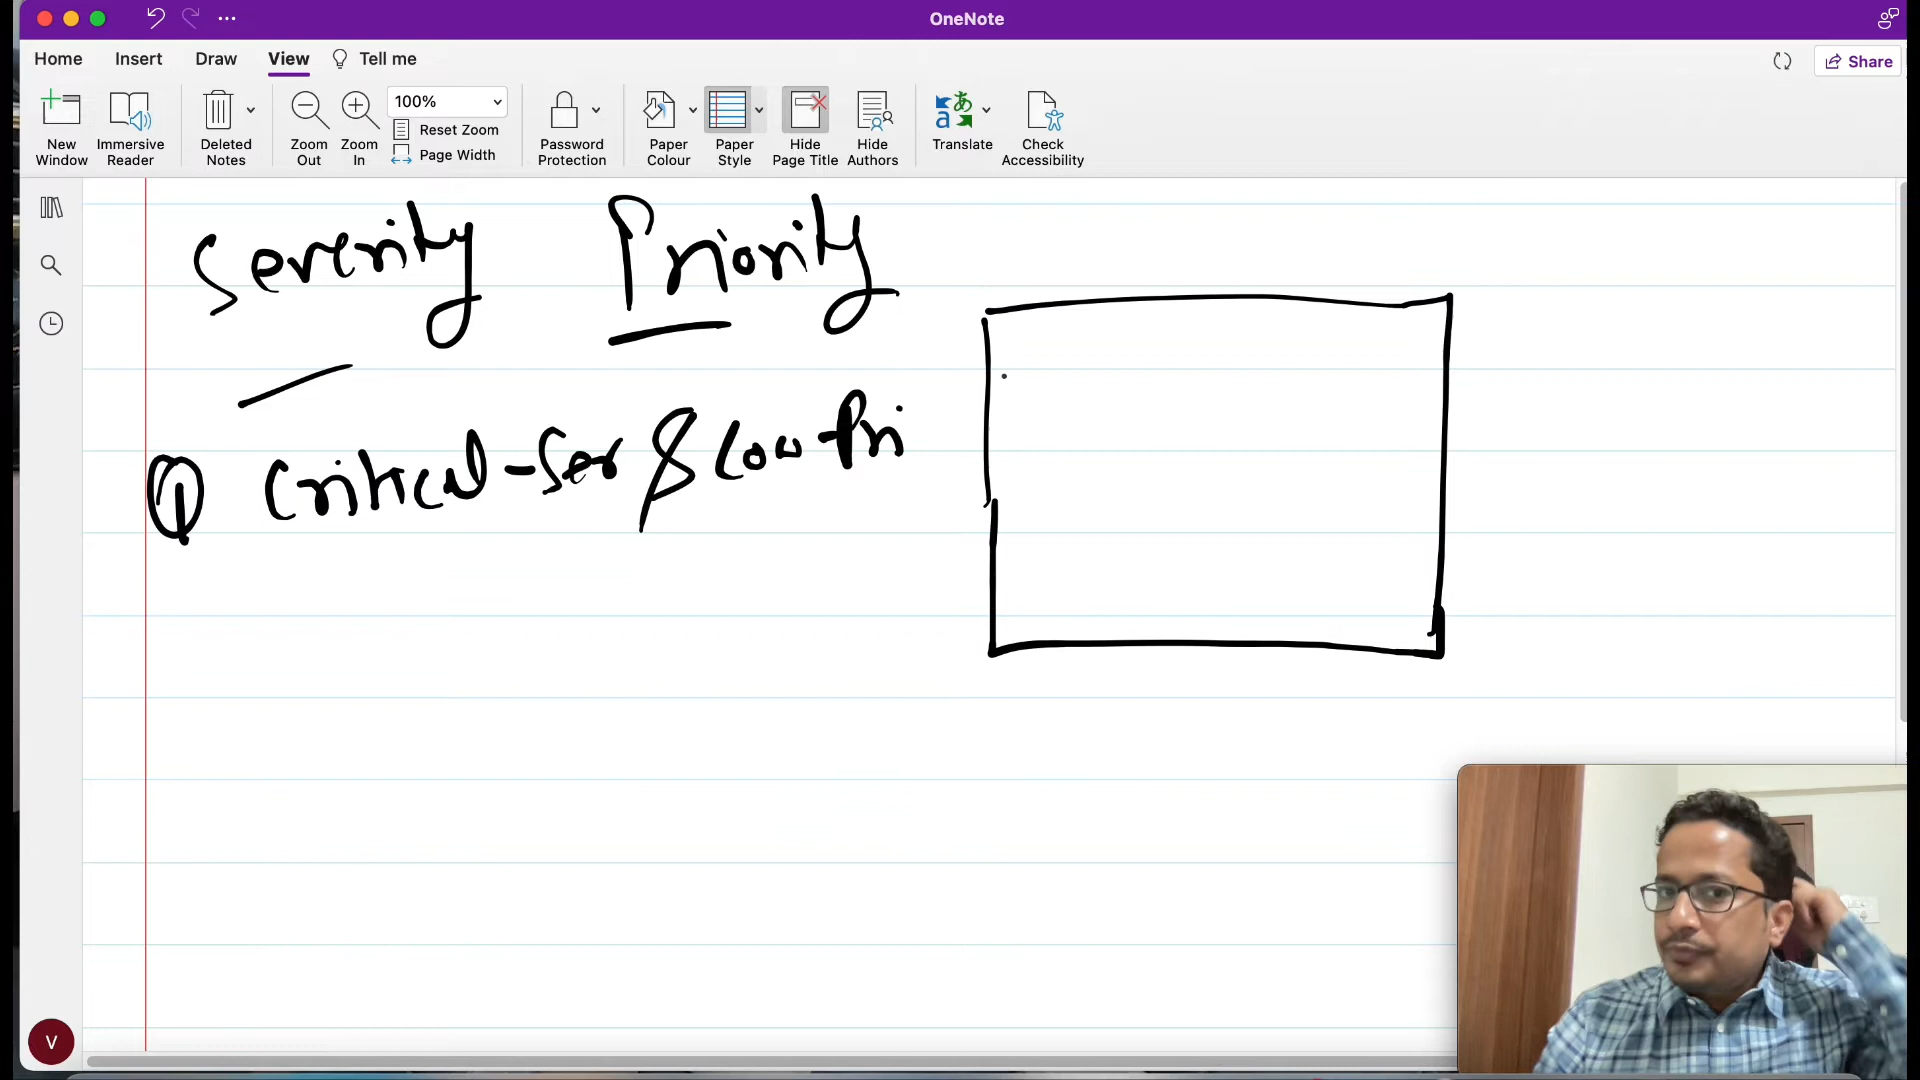 OneNote
Home Insert Draw View Tell me Share
100%
Reset Zoom
Page Width
New Window
Immersive Reader
Deleted Notes
Zoom Out
Zoom In
Password Protection
Paper Colour
Paper Style
Hide Page Title
Hide Authors
Translate
Check Accessibility
Severity Priority
① Critical-Ser & Low-Pri
V